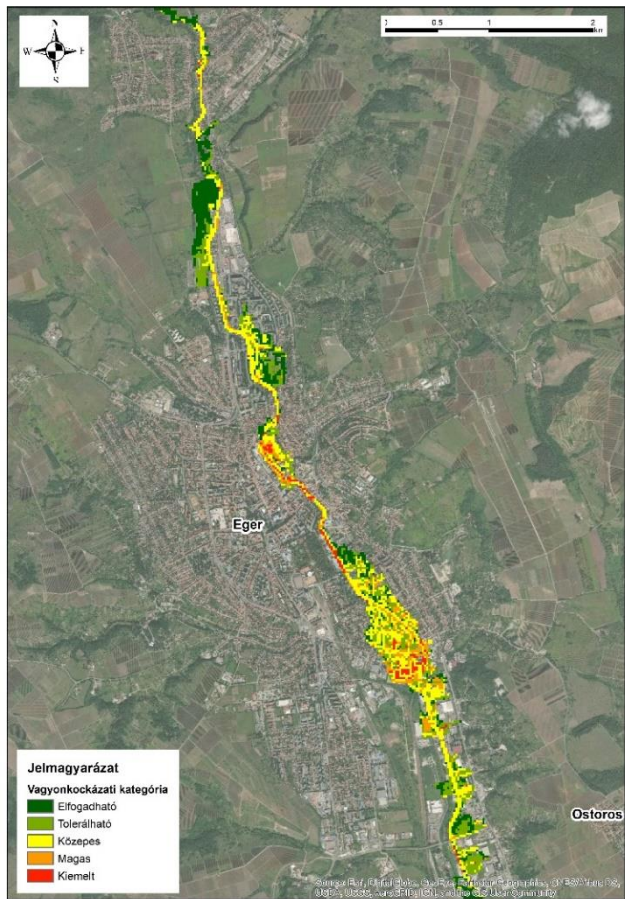 N
W E
S
0 0.5 1 2
km
Eger
Ostoros
Jelmagyarázat
Vagyonkockázati kategória
Elfogadható
Tolerálható
Közepes
Magas
Kiemelt